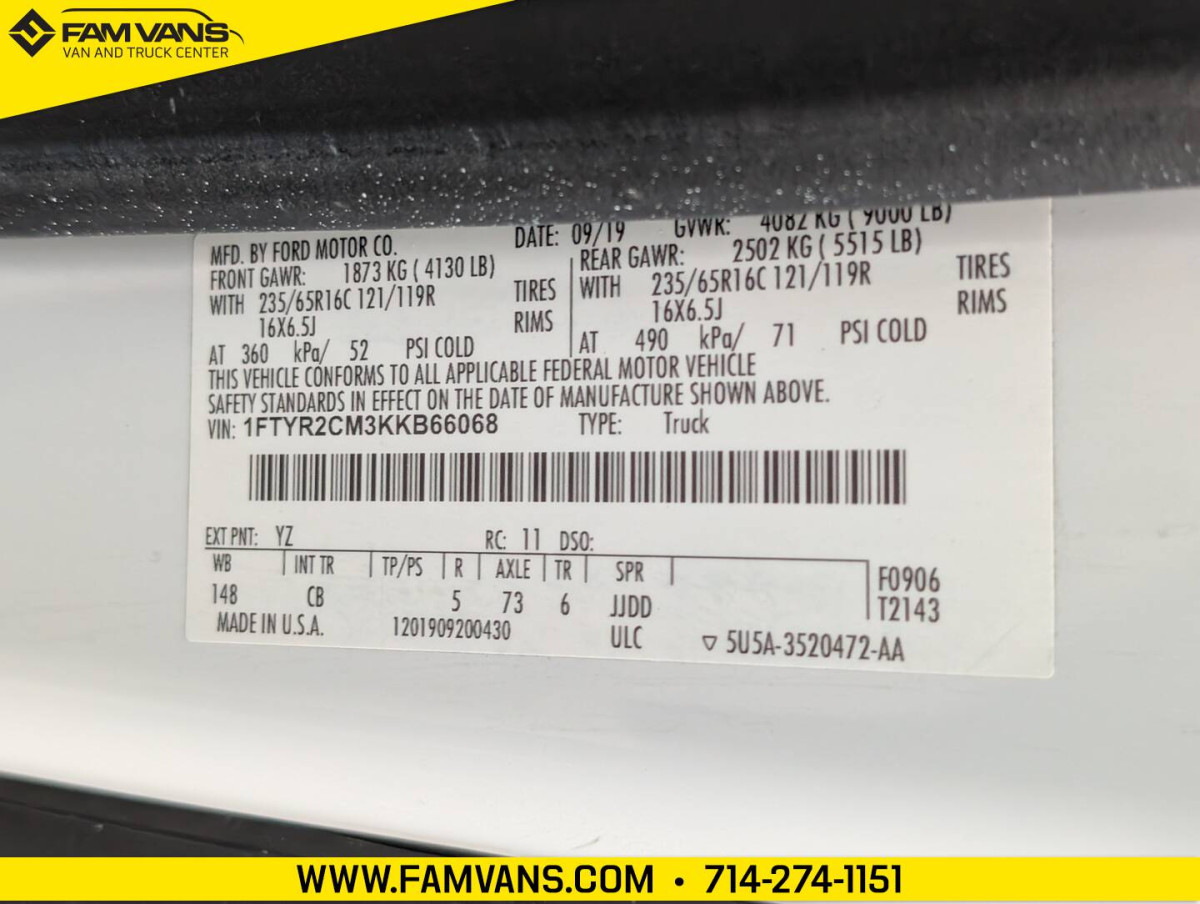 FAM VANS
VAN AND TRUCK CENTER
MFD. BY FORD MOTOR CO. DATE: 09/19 GVWR: 4082 KG ( 9000 LB)
FRONT GAWR: 1873 KG ( 4130 LB) REAR GAWR: 2502 KG ( 5515 LB)
WITH 235/65R16C 121/119R TIRES WITH 235/65R16C 121/119R TIRES
16X6.5J RIMS 16X6.5J RIMS
AT 360 kPa/ 52 PSI COLD AT 490 kPa/ 71 PSI COLD
THIS VEHICLE CONFORMS TO ALL APPLICABLE FEDERAL MOTOR VEHICLE
SAFETY STANDARDS IN EFFECT ON THE DATE OF MANUFACTURE SHOWN ABOVE.
VIN: 1FTYR2CM3KKB66068 TYPE: Truck
EXT PNT: YZ RC: 11 DSO:
WB INT TR TP/PS R AXLE TR SPR F0906
148 CB 5 73 6 JJDD T2143
MADE IN U.S.A. 1201909200430 ULC ▽ 5U5A-3520472-AA
WWW.FAMVANS.COM • 714-274-1151